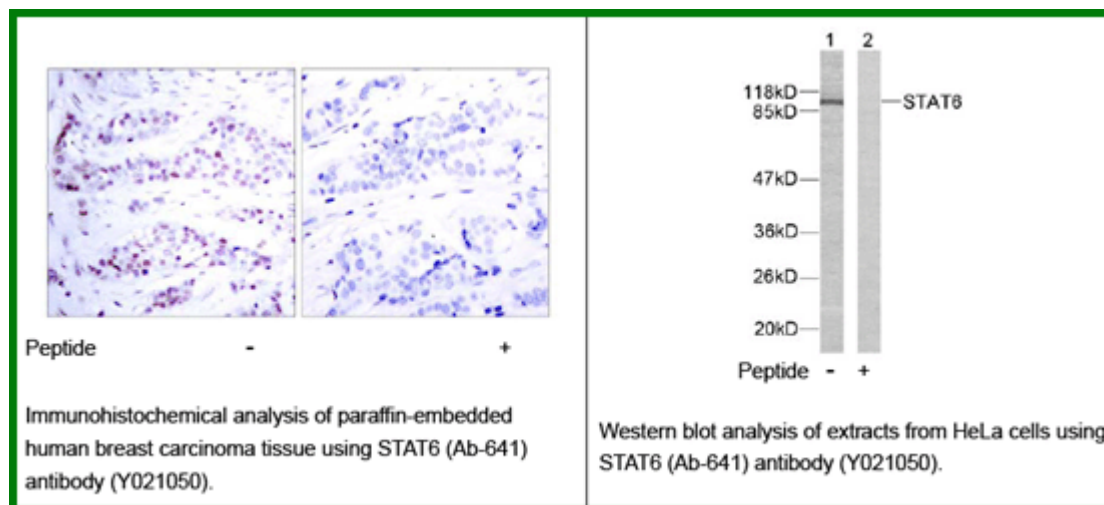 Peptide - +
Immunohistochemical analysis of paraffin-embedded
human breast carcinoma tissue using STAT6 (Ab-641)
antibody (Y021050).
1 2
118kD
STAT6
85kD
47kD
36kD
26kD
20kD
Peptide - +
Western blot analysis of extracts from HeLa cells using
STAT6 (Ab-641) antibody (Y021050).